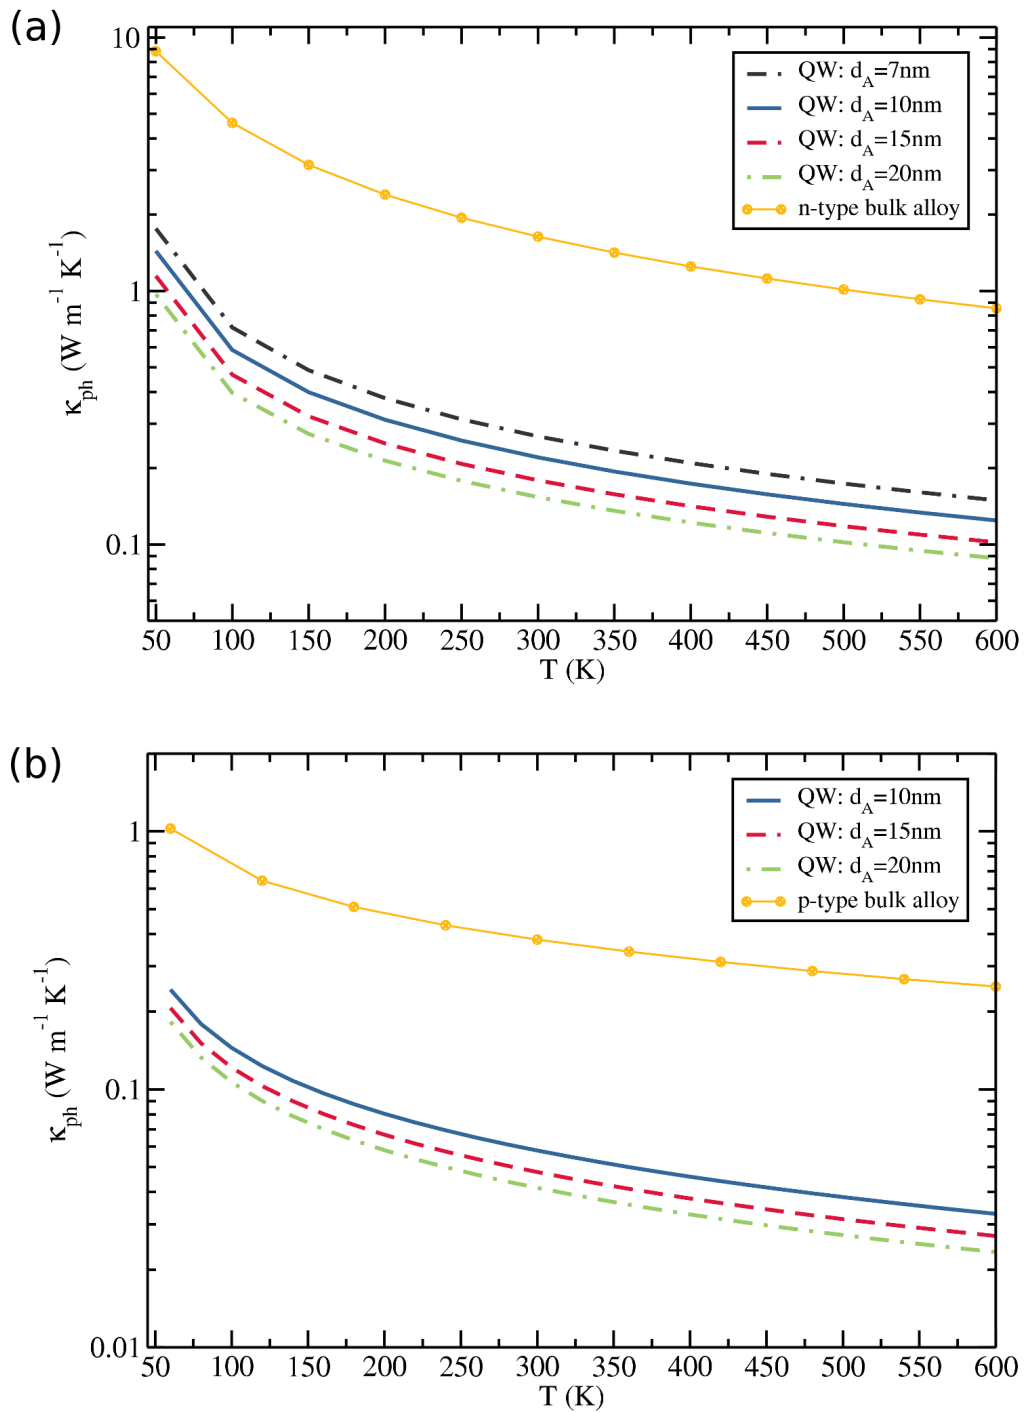 (a)
10
1
0.1
κph (W m-1 K-1)
QW: dA=7nm
QW: dA=10nm
QW: dA=15nm
QW: dA=20nm
n-type bulk alloy
50 100 150 200 250 300 350 400 450 500 550 600
T (K)
(b)
1
0.1
0.01
κph (W m-1 K-1)
QW: dA=10nm
QW: dA=15nm
QW: dA=20nm
p-type bulk alloy
50 100 150 200 250 300 350 400 450 500 550 600
T (K)